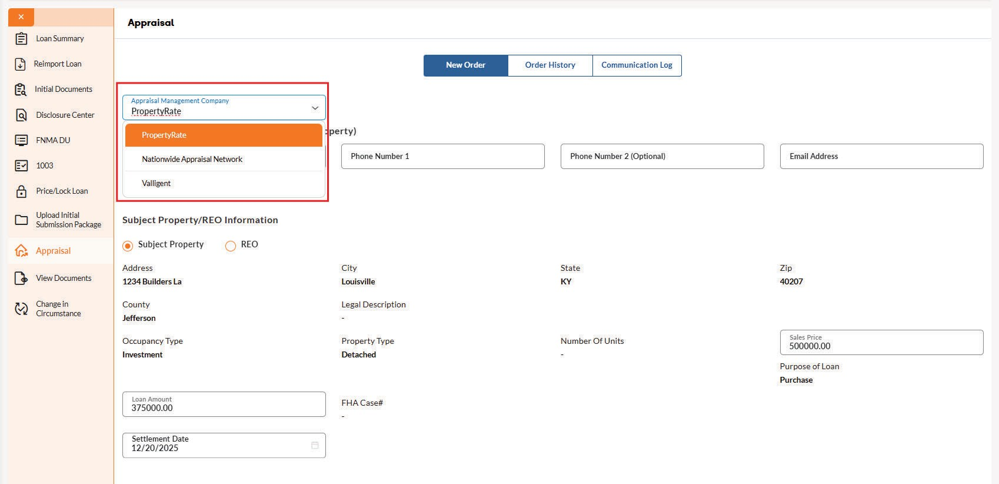 Appraisal
Loan Summary
Reimport Loan
Initial Documents
Disclosure Center
FNMA DU
1003
Price/Lock Loan
Upload Initial
Submission Package
Appraisal
View Documents
Change in
Circumstance
New Order
Order History
Communication Log
Appraisal Management Company
PropertyRate
PropertyRate
Nationwide Appraisal Network
Valligent
perty)
Phone Number 1
Phone Number 2 (Optional)
Email Address
Subject Property/REO Information
Subject Property
REO
Address
1234 Builders La
City
Louisville
State
KY
Zip
40207
County
Jefferson
Legal Description
-
Occupancy Type
Investment
Property Type
Detached
Number Of Units
-
Sales Price
500000.00
Purpose of Loan
Purchase
Loan Amount
375000.00
FHA Case#
-
Settlement Date
12/20/2025